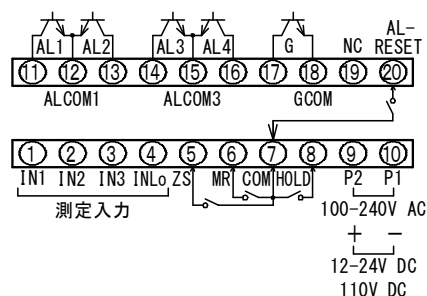 AL-
AL1 AL2 AL3 AL4 G NC RESET
11 12 13 14 15 16 17 18 19 20
ALCOM1 ALCOM3 GCOM
1 2 3 4 5 6 7 8 9 10
IN1 IN2 IN3 INLo ZS MR COM HOLD P2 P1
測定入力 100-240V AC
+ −
12-24V DC
110V DC